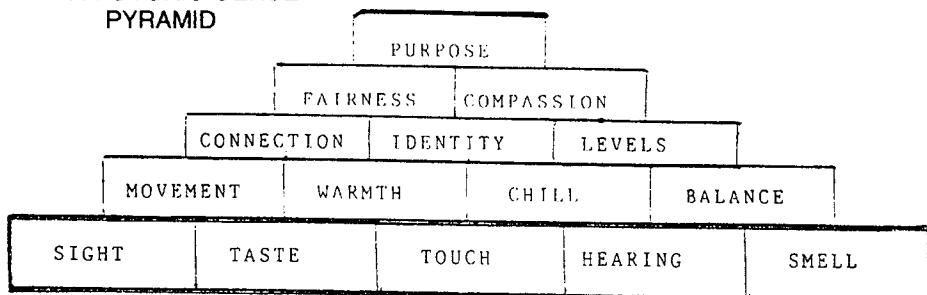 PYRAMID
PURPOSE
FAIRNESS COMPASSION
CONNECTION IDENTITY LEVELS
MOVEMENT WARMTH CHILL BALANCE
SIGHT TASTE TOUCH HEARING SMELL